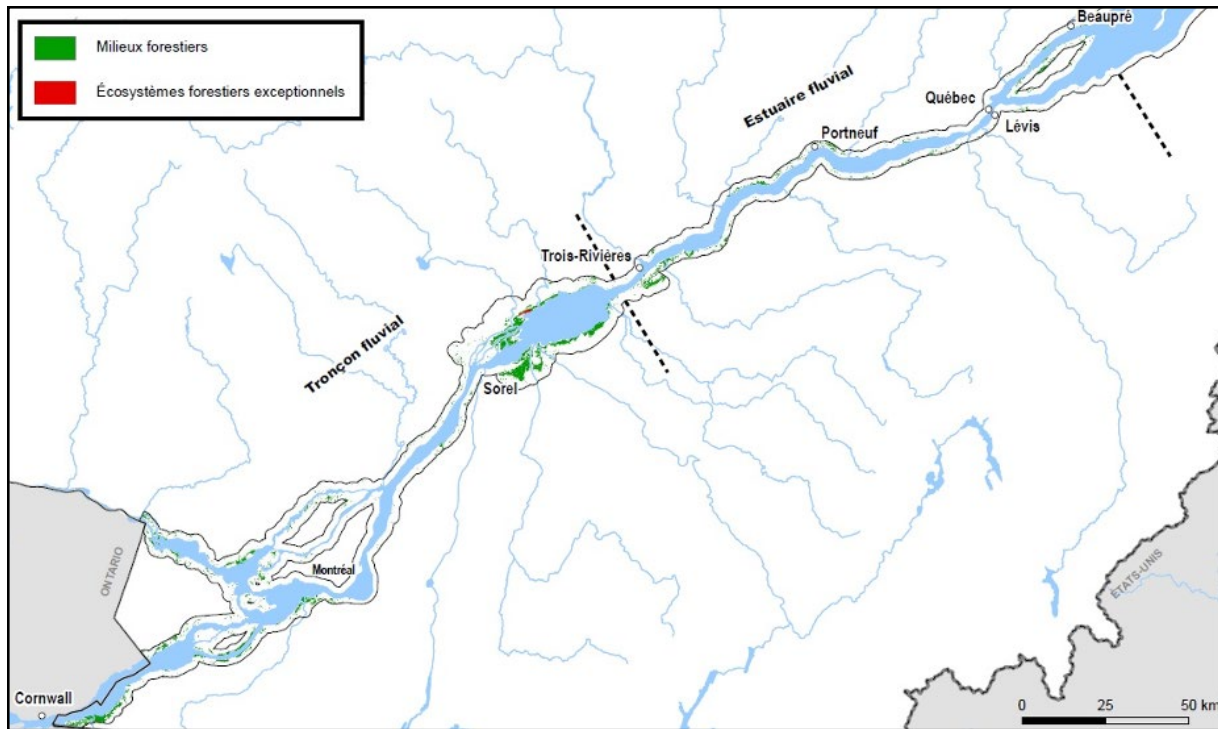 Milieux forestiers
Écosystèmes forestiers exceptionnels
Beaupré
Estuaire fluvial
Québec
Lévis
Portneuf
Trois-Rivières
Tronçon fluvial
Sorel
Montréal
ONTARIO
ÉTATS-UNIS
Cornwall
0 25 50 km